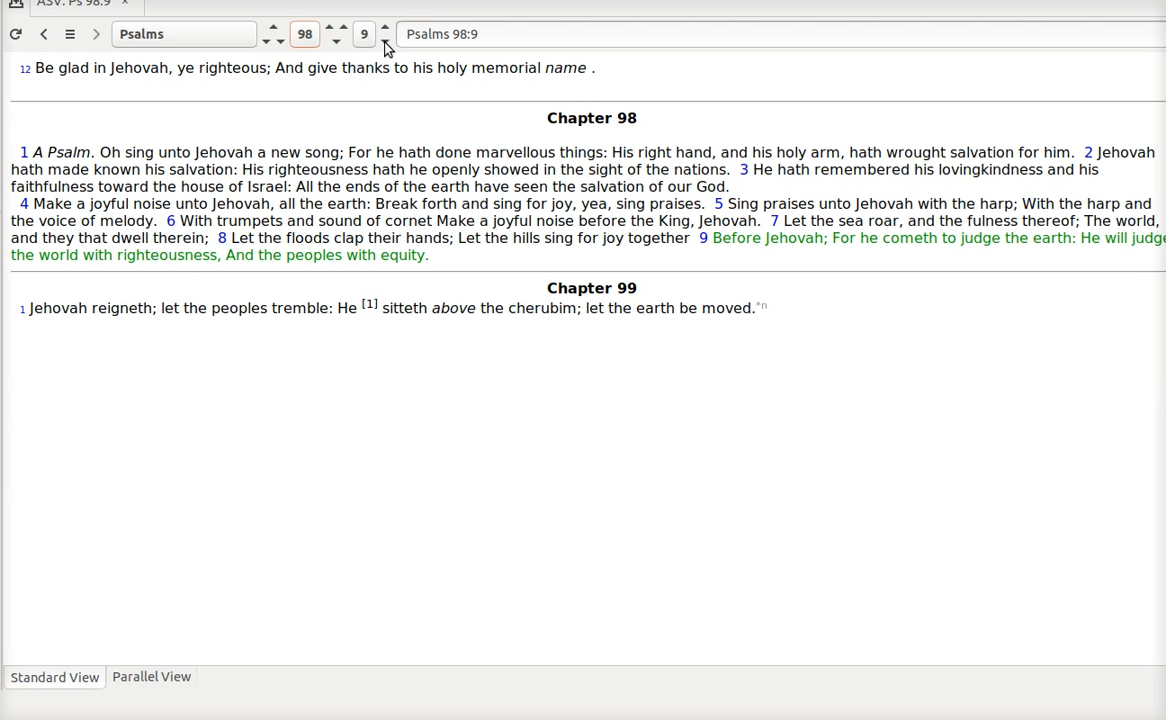 ASV: Ps 98:9 ×
Psalms 98 9 Psalms 98:9
12 Be glad in Jehovah, ye righteous; And give thanks to his holy memorial name .
Chapter 98
1 A Psalm. Oh sing unto Jehovah a new song; For he hath done marvellous things: His right hand, and his holy arm, hath wrought salvation for him. 2 Jehovah
hath made known his salvation: His righteousness hath he openly showed in the sight of the nations. 3 He hath remembered his lovingkindness and his
faithfulness toward the house of Israel: All the ends of the earth have seen the salvation of our God.
4 Make a joyful noise unto Jehovah, all the earth: Break forth and sing for joy, yea, sing praises. 5 Sing praises unto Jehovah with the harp; With the harp and
the voice of melody. 6 With trumpets and sound of cornet Make a joyful noise before the King, Jehovah. 7 Let the sea roar, and the fulness thereof; The world,
and they that dwell therein; 8 Let the floods clap their hands; Let the hills sing for joy together 9 Before Jehovah; For he cometh to judge the earth: He will judge
the world with righteousness, And the peoples with equity.
Chapter 99
1 Jehovah reigneth; let the peoples tremble: He [1] sitteth above the cherubim; let the earth be moved.*n
Standard View Parallel View